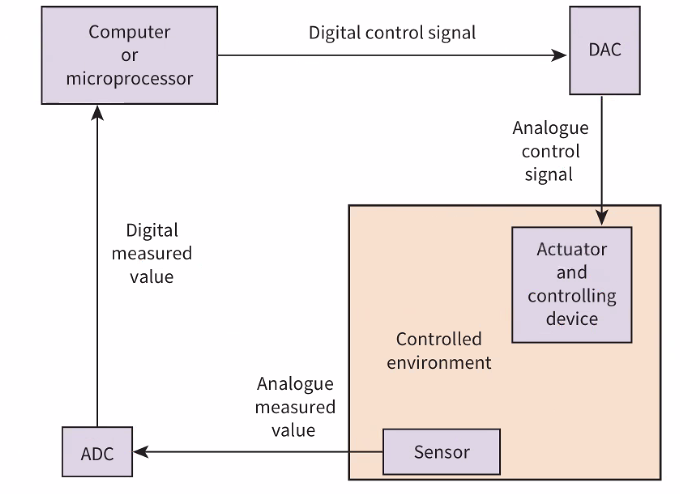 Computer
or
microprocessor
Digital control signal
DAC
Analogue
control
signal
Digital
measured
value
Actuator
and
controlling
device
Controlled
environment
Analogue
measured
value
ADC
Sensor